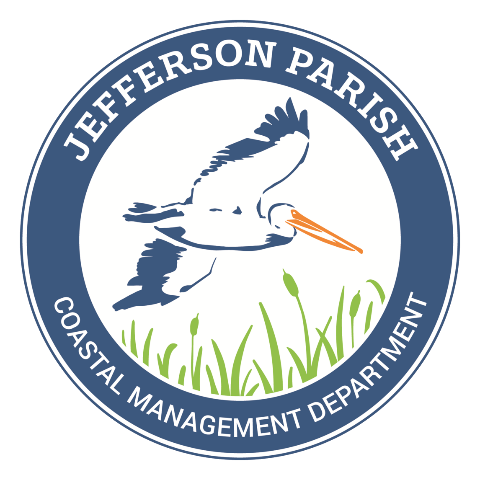 JEFFERSON PARISH
COASTAL MANAGEMENT DEPARTMENT